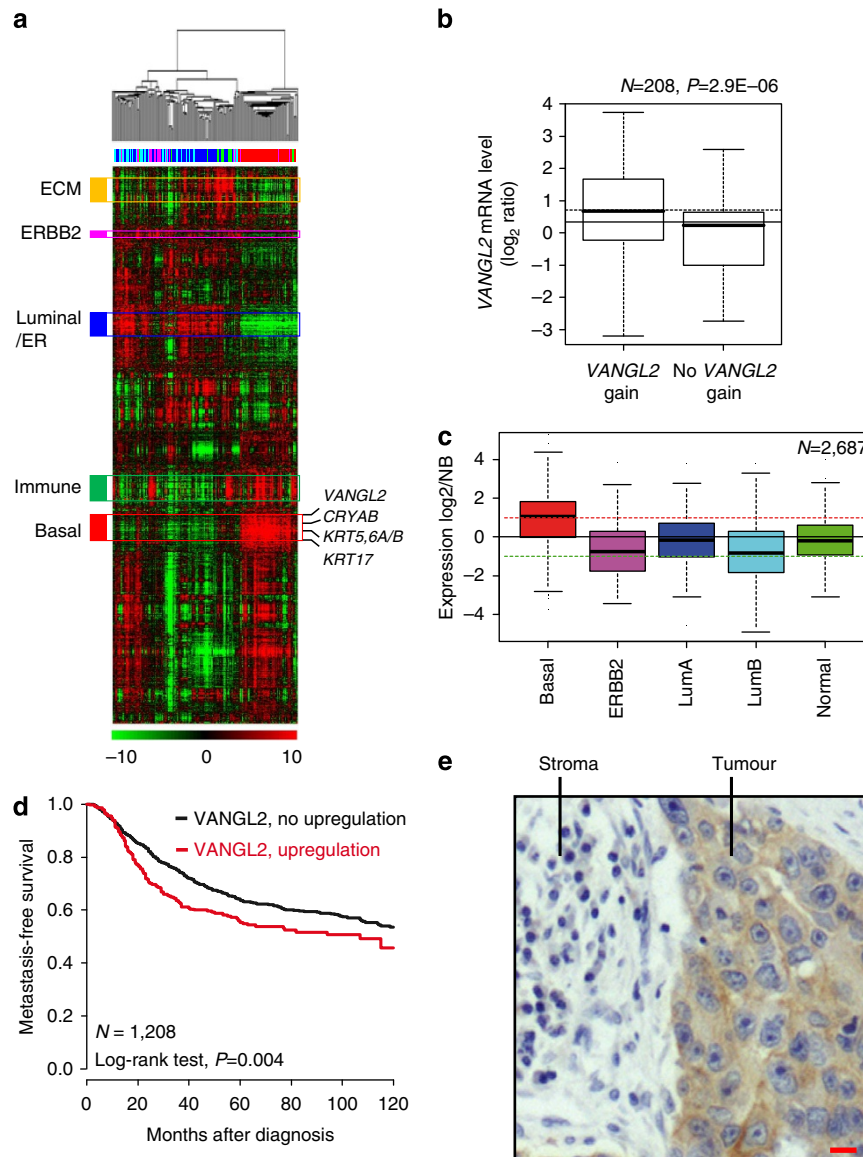 a
ECM
ERBB2
Luminal
/ER
Immune
Basal
VANGL2
CRYAB
KRT5,6A/B
KRT17
−10 0 10
b
N=208, P=2.9E−06
VANGL2 mRNA level
(log2 ratio)
4
3
2
1
0
−1
−2
−3
VANGL2
gain
No VANGL2
gain
c
N=2,687
Expression log2/NB
4
2
0
−2
−4
Basal
ERBB2
LumA
LumB
Normal
d
Metastasis-free survival
1.0
0.8
0.6
0.4
0.2
0.0
VANGL2, no upregulation
VANGL2, upregulation
N = 1,208
Log-rank test, P=0.004
0 20 40 60 80 100 120
Months after diagnosis
e
Stroma
Tumour